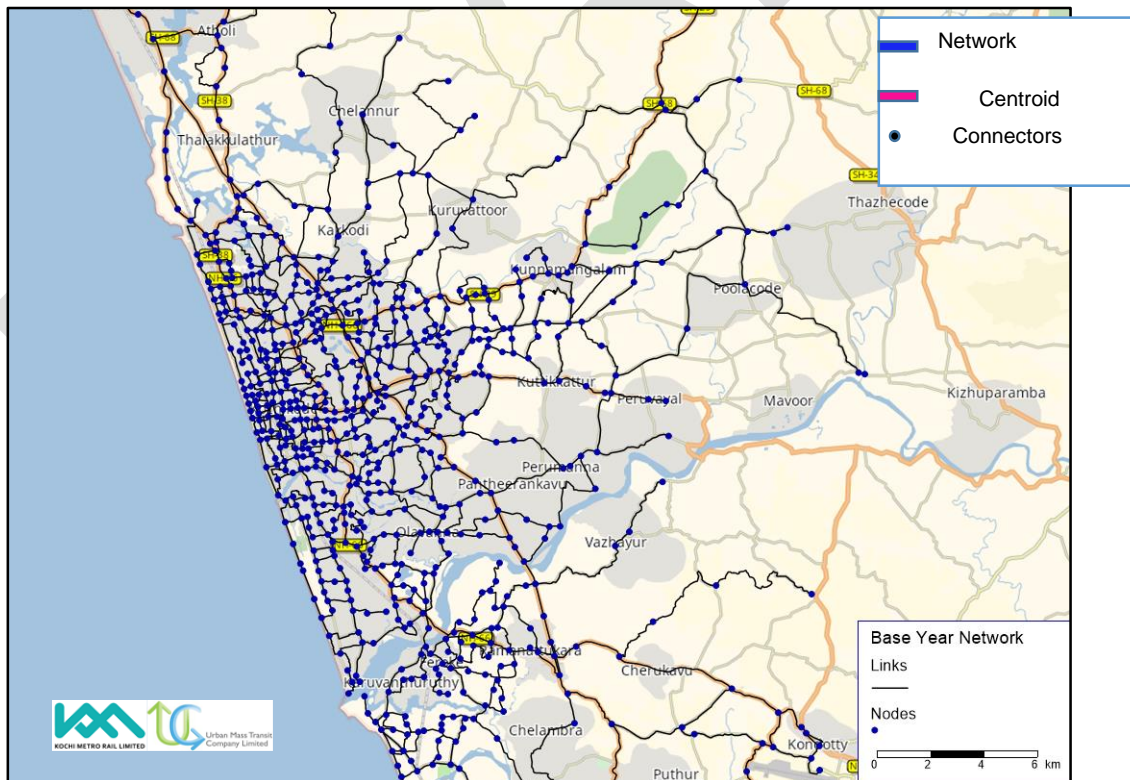 SH-68
Atholi
SH-38
Chelannur
Thalakkulathur
SH-68
SH-34
Thazhecode
Kuruvattoor
Karkodi
SH-38
Kunnamangalam
Poolacode
Kuttikkattur
Peruvayal
Mavoor
Kizhuparamba
Perumanna
Pantheerankavu
Olavanna
Vazhayur
Ramanattukara
Feroke
Karuvanthuruthy
Cherukavu
Chelambra
Kondotty
Puthur
Network
Centroid
Connectors
Base Year Network
Links
Nodes
0 2 4 6 km
KOCHI METRO RAIL LIMITED
Urban Mass Transit
Company Limited